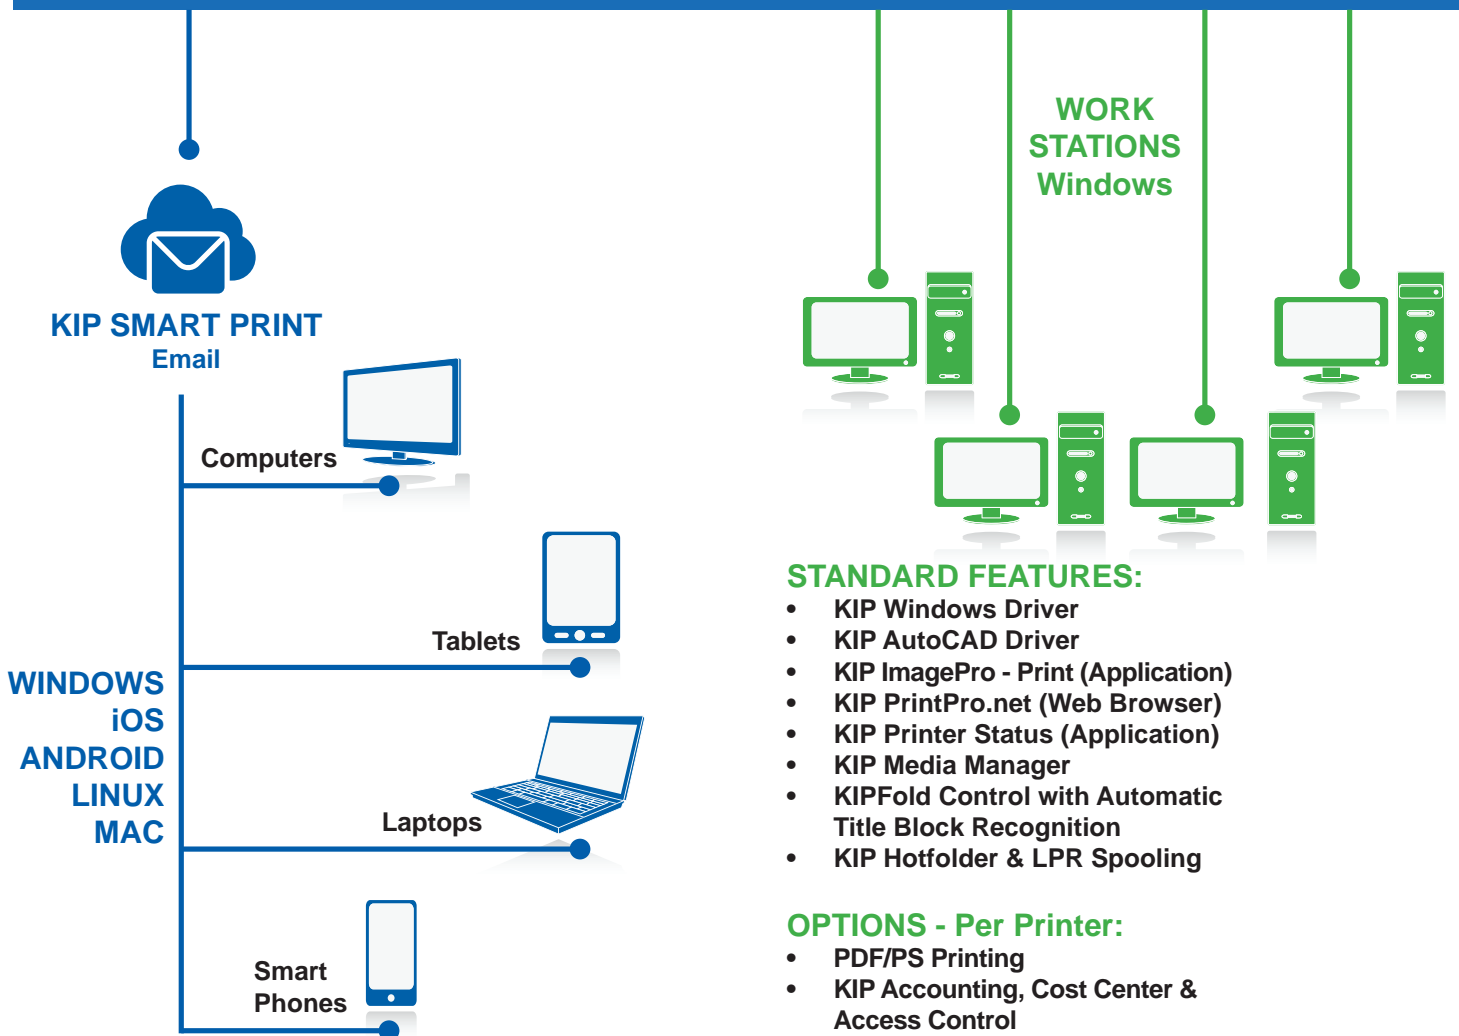 WORK
STATIONS
Windows
KIP SMART PRINT
Email
Computers
Tablets
WINDOWS
iOS
ANDROID
LINUX
MAC
Laptops
Smart
Phones
STANDARD FEATURES:
• KIP Windows Driver
• KIP AutoCAD Driver
• KIP ImagePro - Print (Application)
• KIP PrintPro.net (Web Browser)
• KIP Printer Status (Application)
• KIP Media Manager
• KIPFold Control with Automatic
Title Block Recognition
• KIP Hotfolder & LPR Spooling
OPTIONS - Per Printer:
• PDF/PS Printing
• KIP Accounting, Cost Center &
Access Control